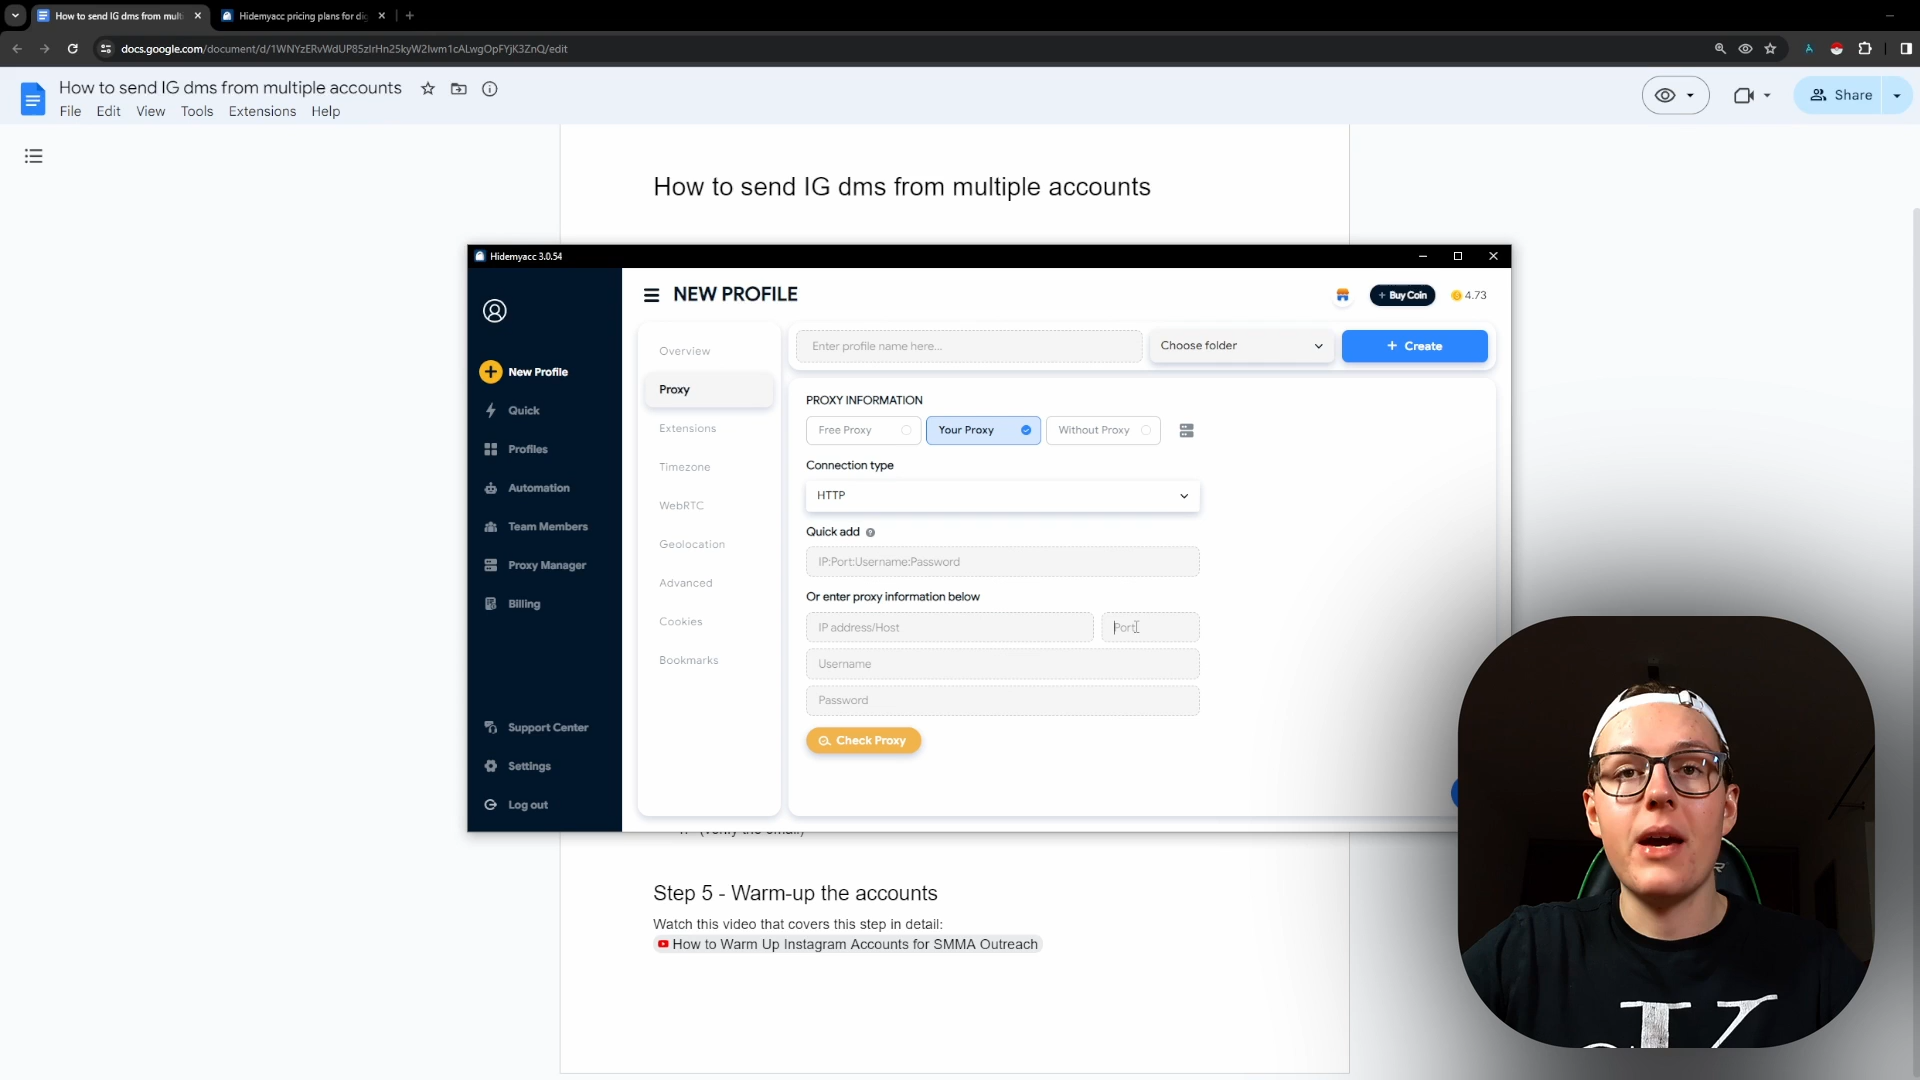 How to send IG dms from mult
Hidemyacc pricing plans for di
docs.google.com/document/d/1WNYzERvWdUP85zIrHn25kyW2Iwm1cALwgOpFYjK3ZnQ/edit
How to send IG dms from multiple accounts
File Edit View Tools Extensions Help
Share
How to send IG dms from multiple accounts
Hidemyacc 3.0.54
NEW PROFILE
+ Buy Coin
4.73
New Profile
Quick
Profiles
Automation
Team Members
Proxy Manager
Billing
Support Center
Settings
Log out
Overview
Proxy
Extensions
Timezone
WebRTC
Geolocation
Advanced
Cookies
Bookmarks
Enter profile name here...
Choose folder
+ Create
PROXY INFORMATION
Free Proxy
Your Proxy
Without Proxy
Connection type
HTTP
Quick add
IP:Port:Username:Password
Or enter proxy information below
IP address/Host
Port
Username
Password
Check Proxy
Step 5 - Warm-up the accounts
Watch this video that covers this step in detail:
How to Warm Up Instagram Accounts for SMMA Outreach